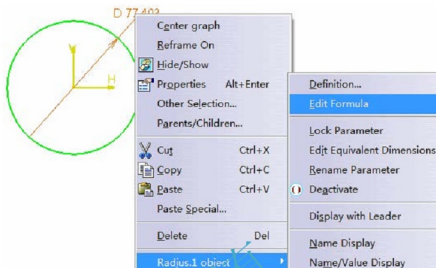 D 77.403
V
H
Center graph
Reframe On
Hide/Show
Properties Alt+Enter
Other Selection...
Parents/Children...
Cut Ctrl+X
Copy Ctrl+C
Paste Ctrl+V
Paste Special...
Delete Del
Radius.1 object
Definition...
Edit Formula
Lock Parameter
Edit Equivalent Dimensions
Rename Parameter
Deactivate
Display with Leader
Name Display
Name/Value Display